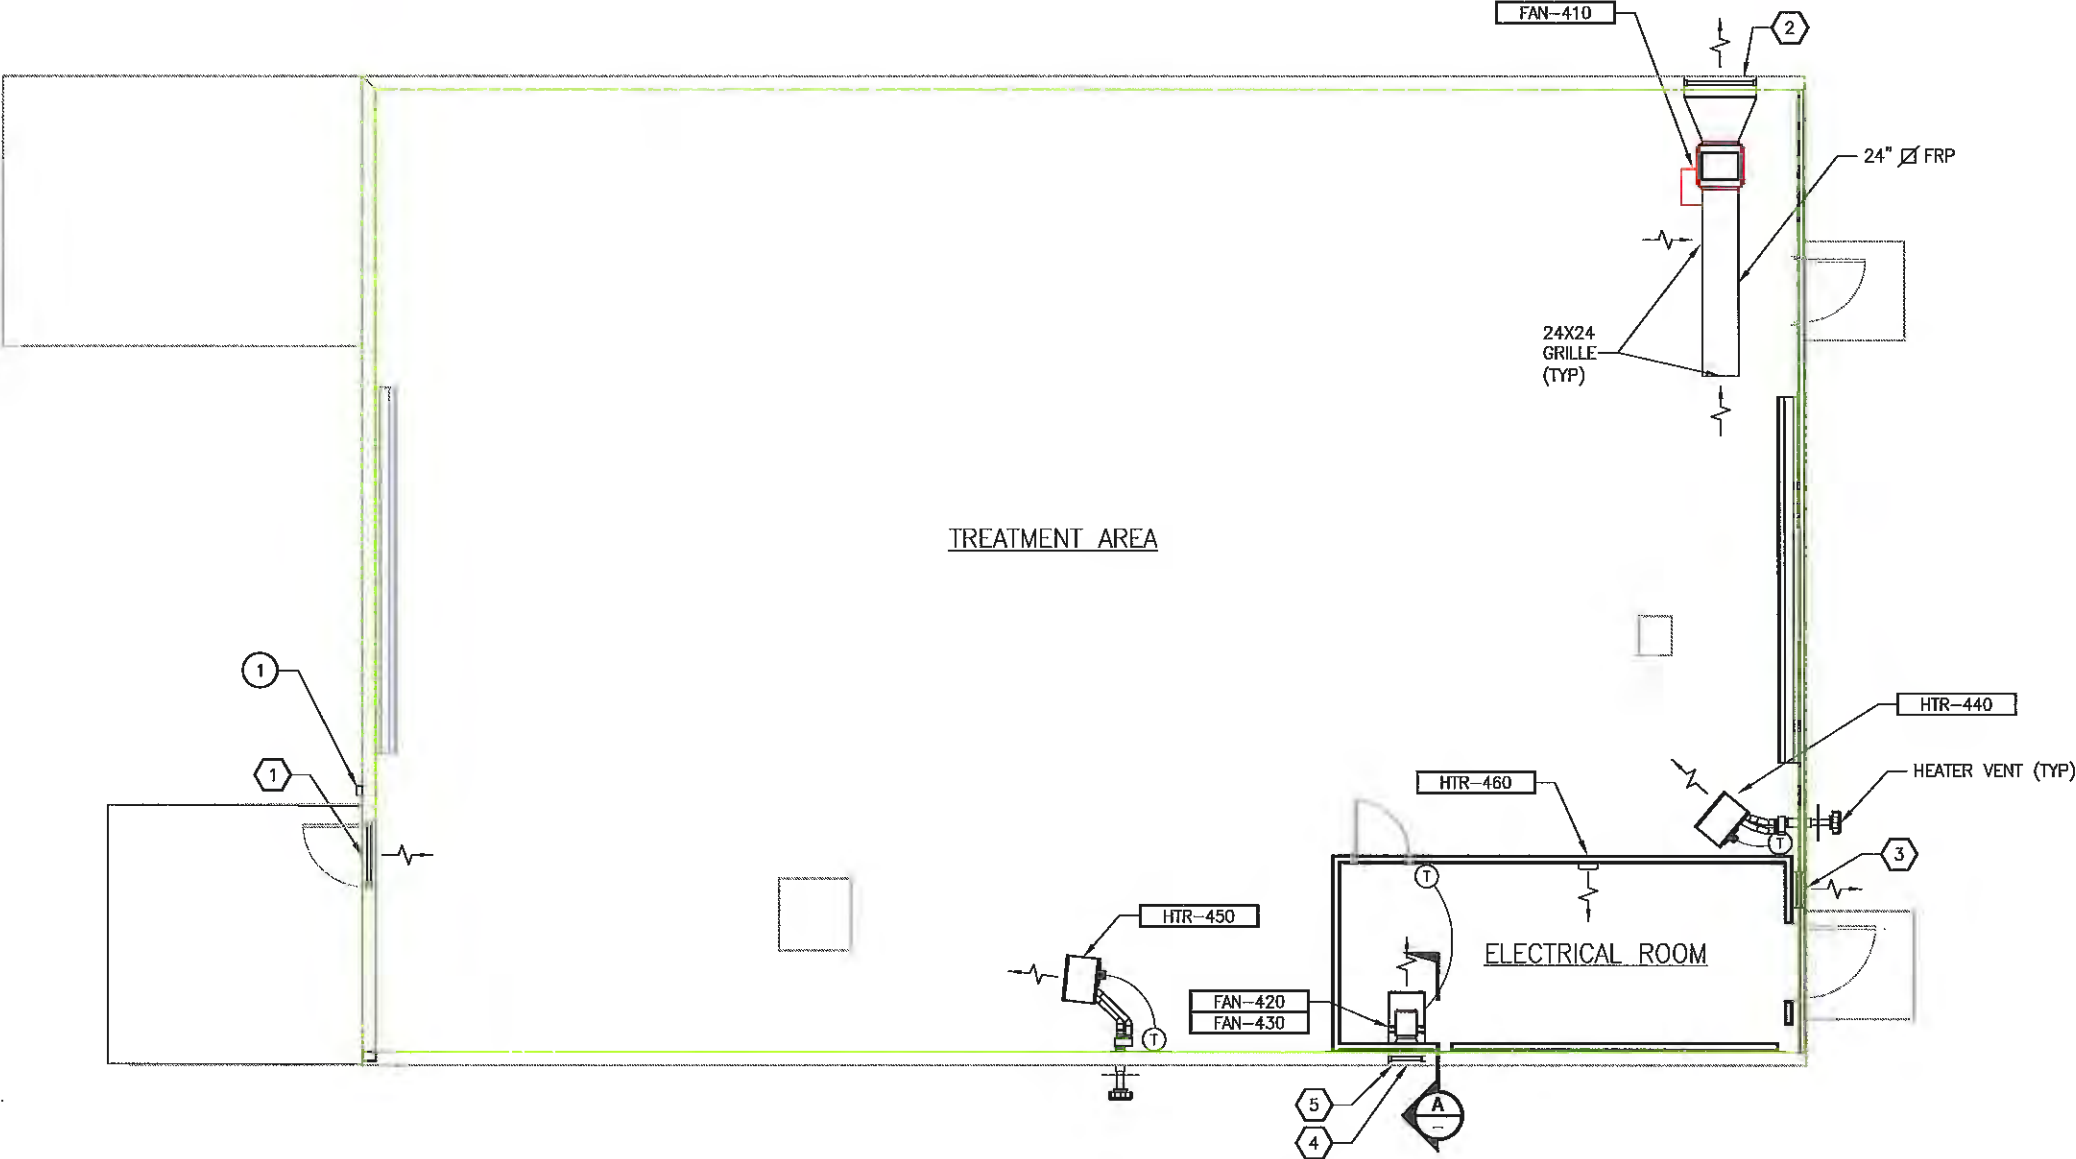 FAN-410
2
24" FRP
24X24
GRILLE
(TYP)
TREATMENT AREA
1
1
HTR-440
HEATER VENT (TYP)
HTR-460
T
3
T
HTR-450
ELECTRICAL ROOM
FAN-420
FAN-430
T
5
4
A
–